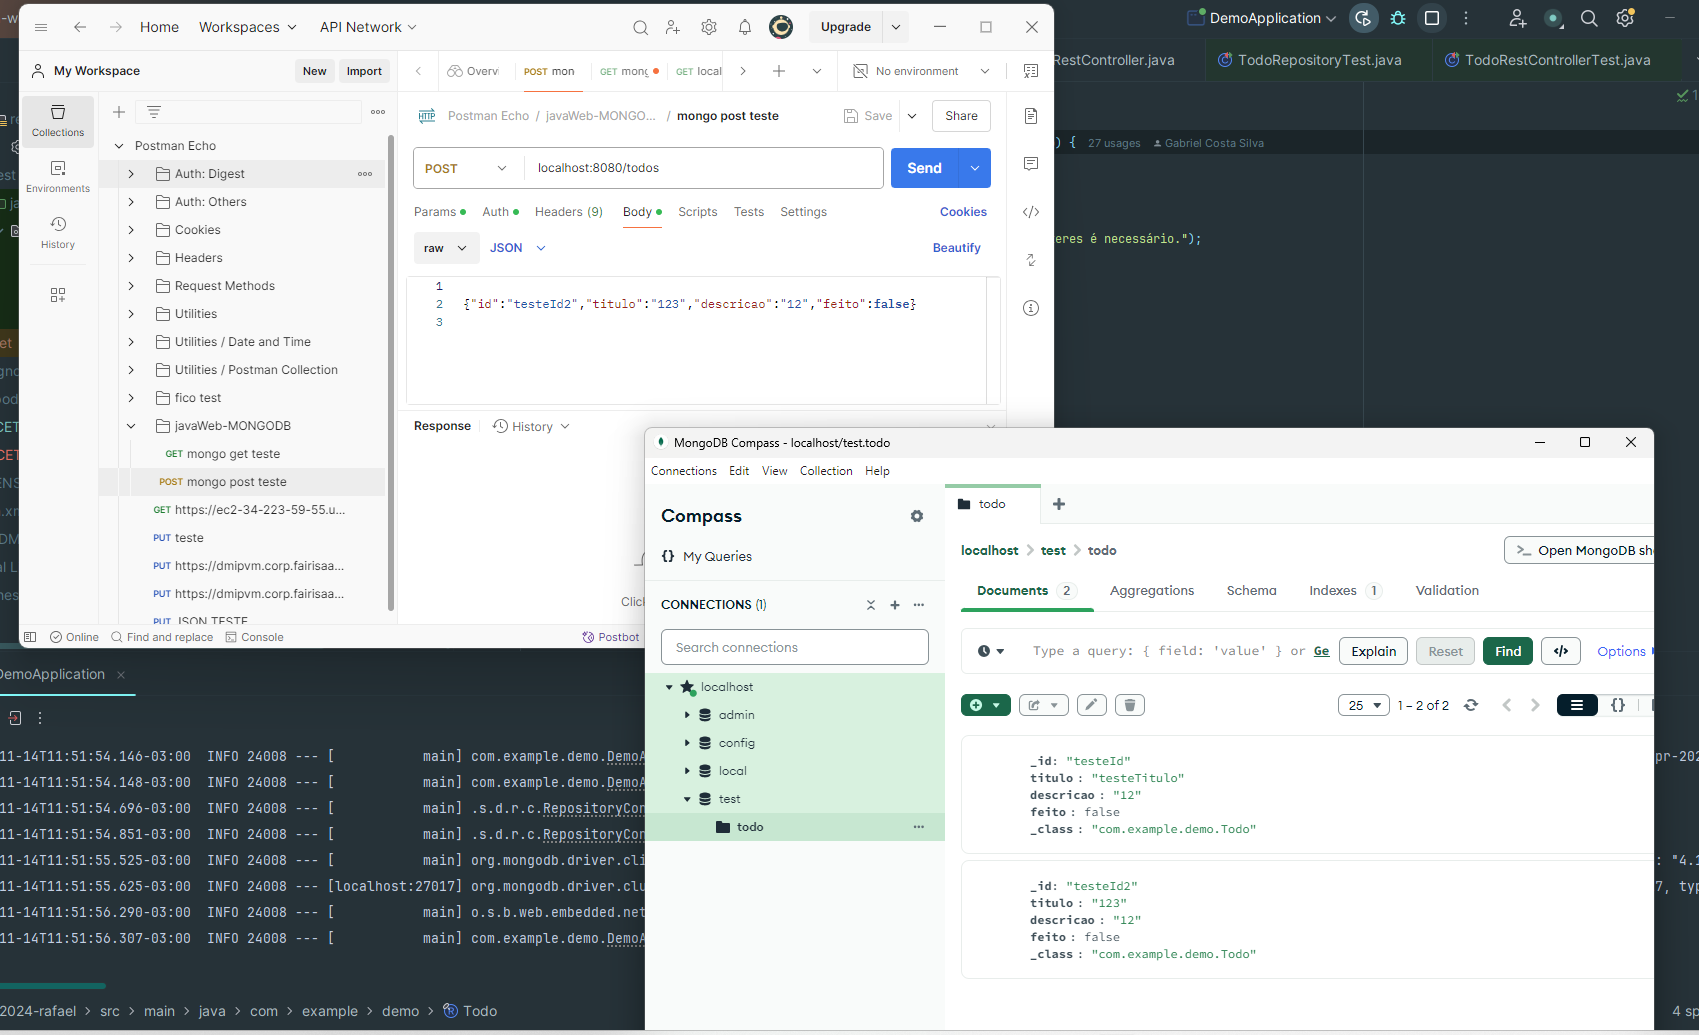 Home Workspaces API Network Upgrade
My Workspace New Import
Overvi POST mon GET mong GET local No environment
Collections
Environments
History
Postman Echo
Auth: Digest
Auth: Others
Cookies
Headers
Request Methods
Utilities
Utilities / Date and Time
Utilities / Postman Collection
fico test
javaWeb-MONGODB
GET mongo get teste
POST mongo post teste
GET https://ec2-34-223-59-55.u...
PUT teste
PUT https://dmipvm.corp.fairisaa...
PUT https://dmipvm.corp.fairisaa...
PUT JSON TESTE
HTTP Postman Echo / javaWeb-MONGO... / mongo post teste Save Share
POST localhost:8080/todos Send
Params Auth Headers (9) Body Scripts Tests Settings Cookies
raw JSON Beautify
1
2 {"id":"testeId2","titulo":"123","descricao":"12","feito":false}
3
Response History
Click
Online Find and replace Console Postbot
DemoApplication
RestController.java TodoRepositoryTest.java TodoRestControllerTest.java
) { 27 usages Gabriel Costa Silva
eres é necessário.");
MongoDB Compass - localhost/test.todo
Connections Edit View Collection Help
Compass
{} My Queries
CONNECTIONS (1)
Search connections
localhost
admin
config
local
test
todo
todo
localhost > test > todo
>_ Open MongoDB she
Documents 2 Aggregations Schema Indexes 1 Validation
Type a query: { field: 'value' } or Ge Explain Reset Find </> Options
25 1 – 2 of 2 {}
_id: "testeId"
titulo : "testeTitulo"
descricao : "12"
feito : false
_class : "com.example.demo.Todo"
_id: "testeId2"
titulo : "123"
descricao : "12"
feito : false
_class : "com.example.demo.Todo"
DemoApplication
11-14T11:51:54.146-03:00 INFO 24008 --- [ main] com.example.demo.DemoA
11-14T11:51:54.148-03:00 INFO 24008 --- [ main] com.example.demo.DemoA
11-14T11:51:54.696-03:00 INFO 24008 --- [ main] .s.d.r.c.RepositoryCon
11-14T11:51:54.851-03:00 INFO 24008 --- [ main] .s.d.r.c.RepositoryCon
11-14T11:51:55.525-03:00 INFO 24008 --- [ main] org.mongodb.driver.cli
11-14T11:51:55.625-03:00 INFO 24008 --- [localhost:27017] org.mongodb.driver.clu
11-14T11:51:56.290-03:00 INFO 24008 --- [ main] o.s.b.web.embedded.net
11-14T11:51:56.307-03:00 INFO 24008 --- [ main] com.example.demo.DemoA
2024-rafael > src > main > java > com > example > demo > Todo
4 sp